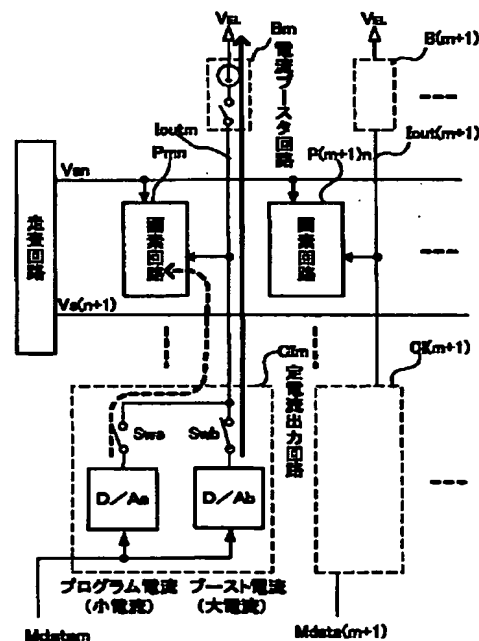 VEL
Bm
VEL
B(m+1)
電流ブースタ回路
Ioutm
Iout(m+1)
Pmn
P(m+1)n
Vsn
走査回路
画素回路
画素回路
Vs(n+1)
CIm
CI(m+1)
定電流出力回路
Swa
Swb
D/Aa
D/Ab
プログラム電流
(小電流)
ブースト電流
(大電流)
Mdatam
Mdata(m+1)